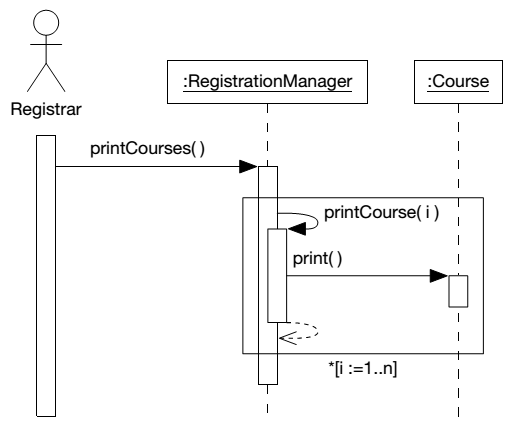 :RegistrationManager
:Course
Registrar
printCourses( )
printCourse( i )
print( )
*[i :=1..n]